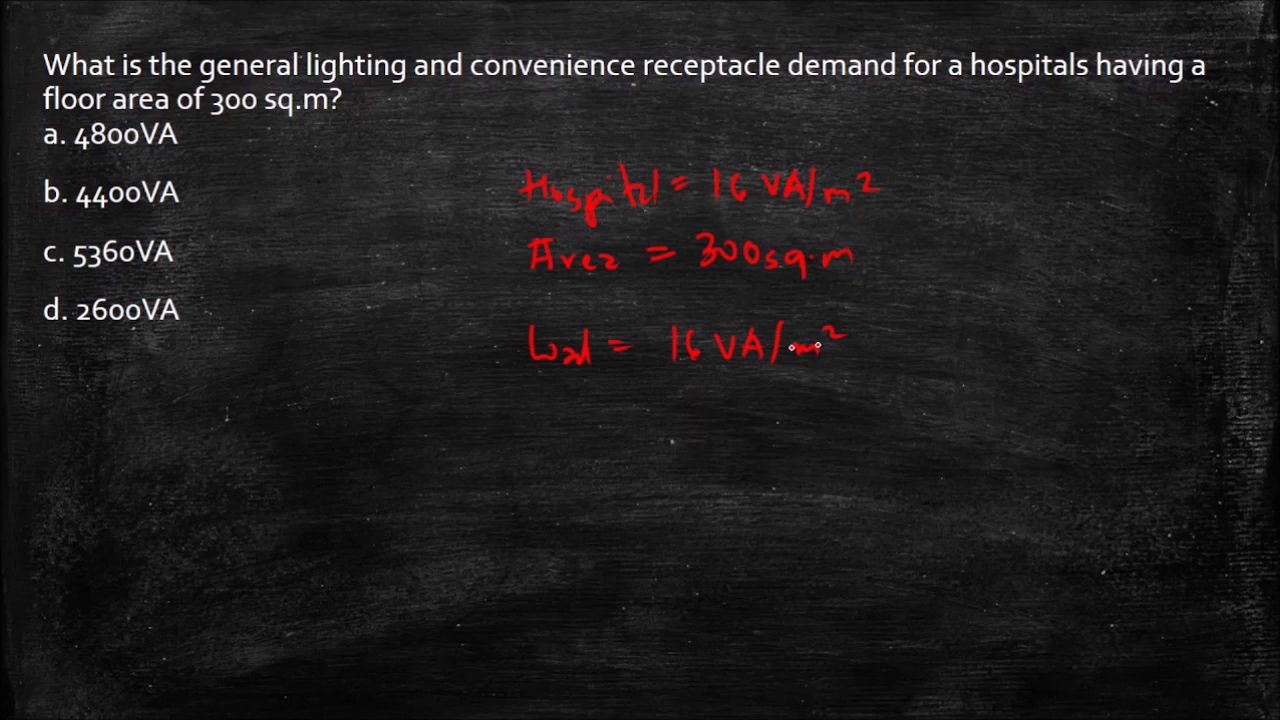 What is the general lighting and convenience receptacle demand for a hospitals having a
floor area of 300 sq.m?
a. 4800VA
b. 4400VA
c. 5360VA
d. 2600VA
Hospital = 16 VA/m²
Area = 300sq.m
Load = 16 VA/m²